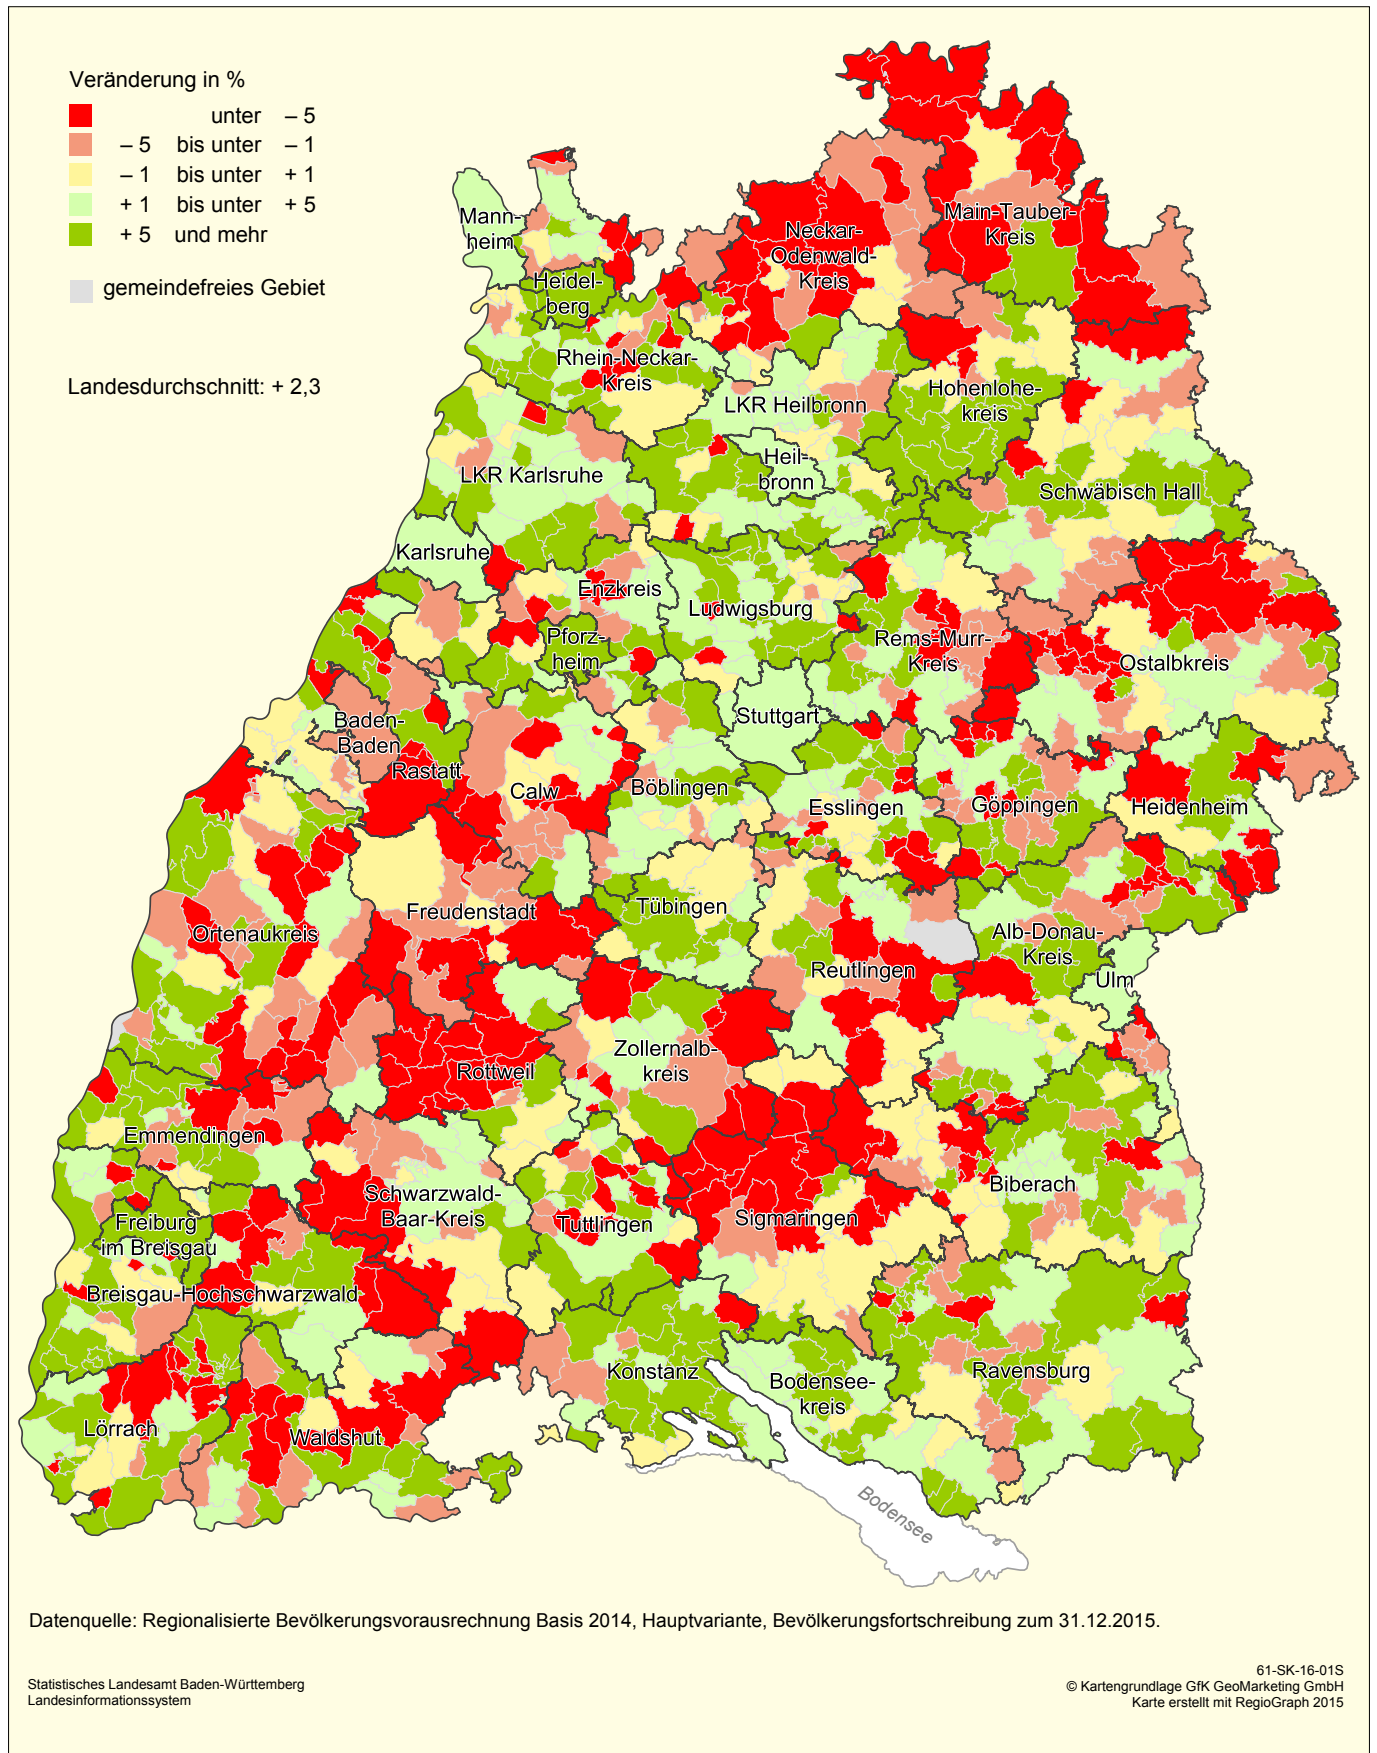 Veränderung in %
unter – 5
– 5 bis unter – 1
– 1 bis unter + 1
+ 1 bis unter + 5
+ 5 und mehr
gemeindefreies Gebiet
Landesdurchschnitt: + 2,3
Mann-
heim
Heidel-
berg
Neckar-
Odenwald-
Kreis
Main-Tauber-
Kreis
Rhein-Neckar-
Kreis
LKR Heilbronn
Hohenlohe-
kreis
LKR Karlsruhe
Heil-
bronn
Schwäbisch Hall
Karlsruhe
Enzkreis
Ludwigsburg
Pforz-
heim
Rems-Murr-
Kreis
Ostalbkreis
Baden-
Baden
Stuttgart
Rastatt
Calw
Böblingen
Esslingen
Göppingen
Heidenheim
Freudenstadt
Tübingen
Ortenaukreis
Reutlingen
Alb-Donau-
Kreis
Ulm
Zollernalb-
kreis
Rottweil
Emmendingen
Schwarzwald-
Baar-Kreis
Biberach
Freiburg
im Breisgau
Tuttlingen
Sigmaringen
Breisgau-Hochschwarzwald
Konstanz
Bodensee-
kreis
Ravensburg
Lörrach
Waldshut
Bodensee
Datenquelle: Regionalisierte Bevölkerungsvorausrechnung Basis 2014, Hauptvariante, Bevölkerungsfortschreibung zum 31.12.2015.
Statistisches Landesamt Baden-Württemberg
Landesinformationssystem
61-SK-16-01S
© Kartengrundlage GfK GeoMarketing GmbH
Karte erstellt mit RegioGraph 2015